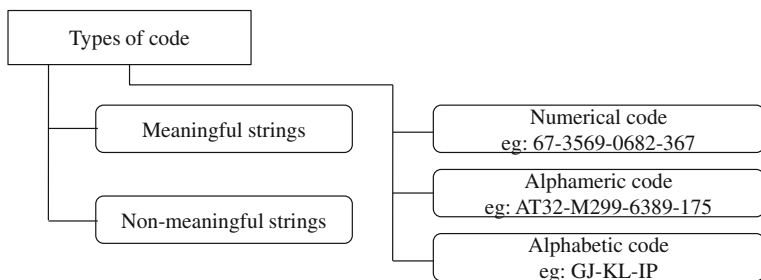 Types of code
Meaningful strings
Non-meaningful strings
Numerical code
eg: 67-3569-0682-367
Alphameric code
eg: AT32-M299-6389-175
Alphabetic code
eg: GJ-KL-IP